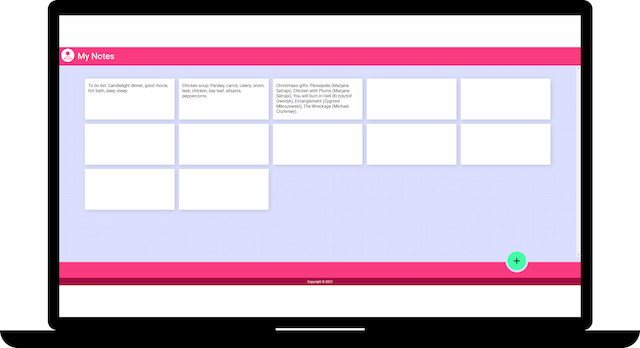 My Notes
To do list: Candlelight dinner, good movie,
hot bath, deep sleep.
Chicken soup: Parsley, carrot, celery, onion,
leek, chicken, bay leaf, allspice,
peppercorns.
Christmas gifts: Persepolis (Marjane
Satrapi), Chicken with Plums (Marjane
Satrapi), You will burn in Hell (Krzysztof
Gwadyk), Entanglement (Zygmunt
Miłoszewski), The Wreckage (Michael
Crummey).
+
Copyright © 2021